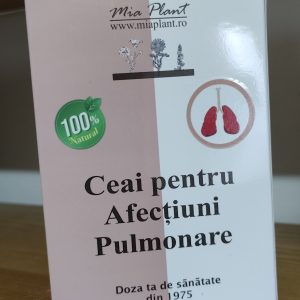 Mia Plant
www.miaplant.ro
100%
Natural
Ceai pentru
Afecțiuni
Pulmonare
Doza ta de sănătate
din 1975